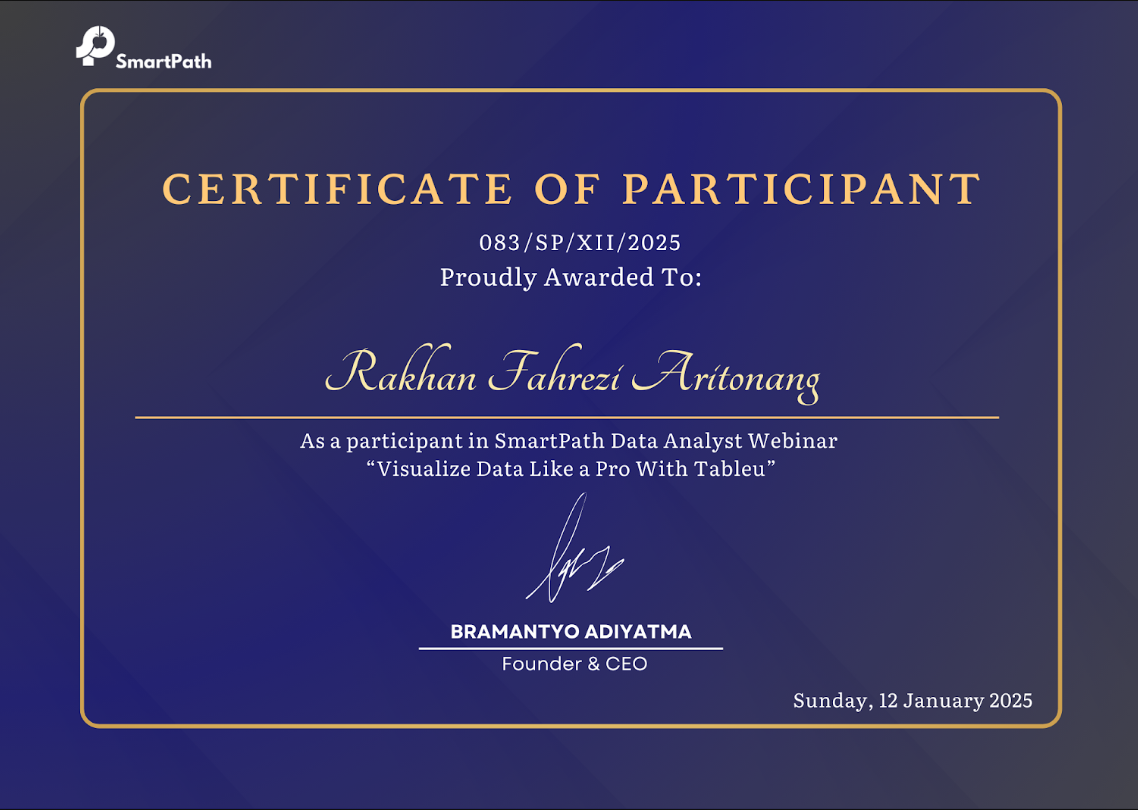 SmartPath
CERTIFICATE OF PARTICIPANT
083/SP/XII/2025
Proudly Awarded To:
Rakhan Fahrezi Aritonang
As a participant in SmartPath Data Analyst Webinar
“Visualize Data Like a Pro With Tableu”
BRAMANTYO ADIYATMA
Founder & CEO
Sunday, 12 January 2025